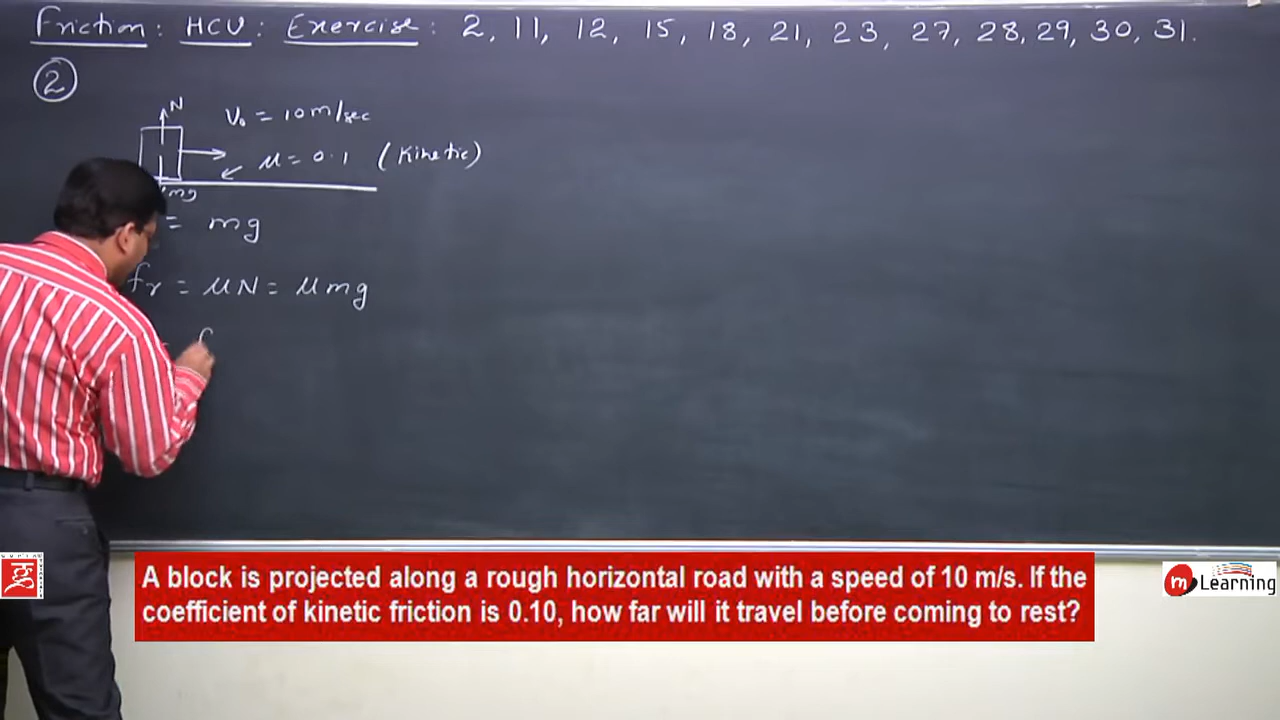 Friction : HCV : Exercise : 2, 11, 12, 15, 18, 21, 23, 27, 28, 29, 30, 31.
2
N
V₀ = 10 m/sec
μ = 0.1 (Kinetic)
mg
= mg
fr = μN = μmg
A block is projected along a rough horizontal road with a speed of 10 m/s. If the
coefficient of kinetic friction is 0.10, how far will it travel before coming to rest?
m Learning